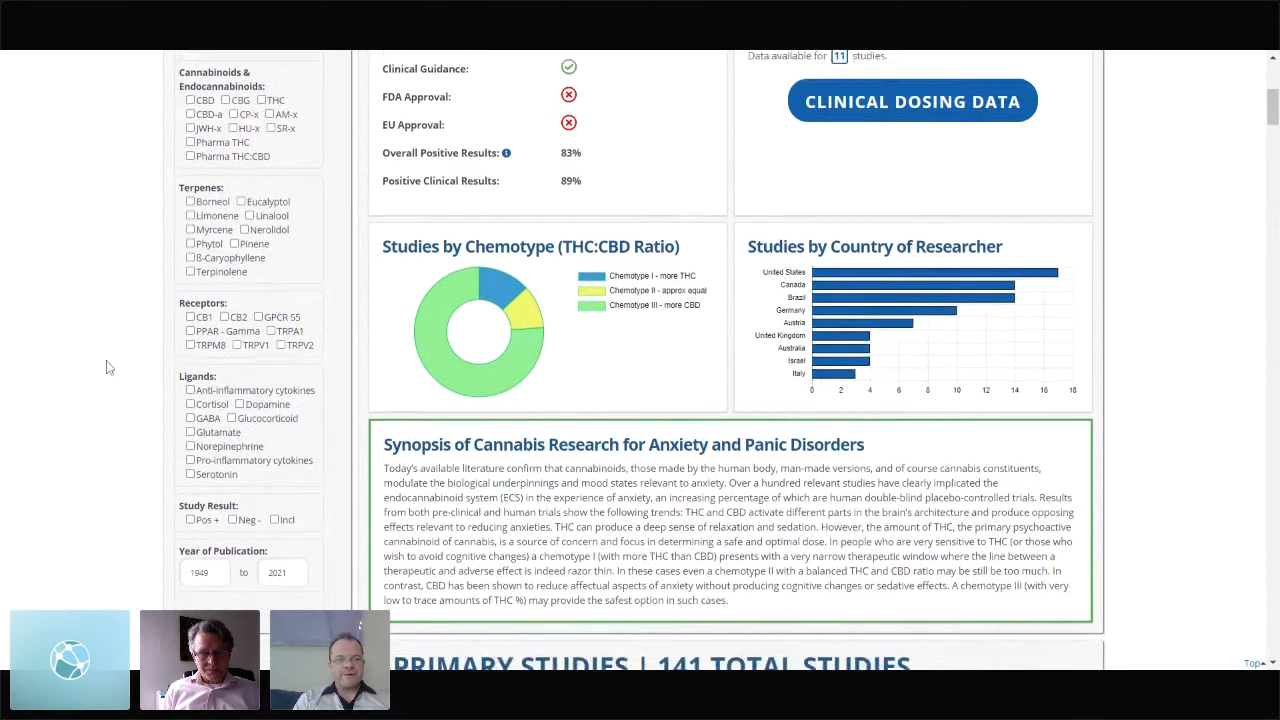 Cannabinoids &
Endocannabinoids:
CBD CBG THC
CBD-a CP-x AM-x
JWH-x HU-x SR-x
Pharma THC
Pharma THC:CBD
Terpenes:
Borneol Eucalyptol
Limonene Linalool
Myrcene Nerolidol
Phytol Pinene
ß-Caryophyllene
Terpinolene
Receptors:
CB1 CB2 GPCR 55
PPAR - Gamma TRPA1
TRPM8 TRPV1 TRPV2
Ligands:
Anti-inflammatory cytokines
Cortisol Dopamine
GABA Glucocorticoid
Glutamate
Norepinephrine
Pro-inflammatory cytokines
Serotonin
Study Result:
Pos + Neg - Incl
Year of Publication:
1949 to 2021
Clinical Guidance:
FDA Approval:
EU Approval:
Overall Positive Results: 83%
Positive Clinical Results: 89%
Data available for 11 studies.
CLINICAL DOSING DATA
Studies by Chemotype (THC:CBD Ratio)
Chemotype I - more THC
Chemotype II - approx equal
Chemotype III - more CBD
Studies by Country of Researcher
United States
Canada
Brazil
Germany
Austria
United Kingdom
Australia
Israel
Italy
0 2 4 6 8 10 12 14 16 18
Synopsis of Cannabis Research for Anxiety and Panic Disorders
Today's available literature confirm that cannabinoids, those made by the human body, man-made versions, and of course cannabis constituents,
modulate the biological underpinnings and mood states relevant to anxiety. Over a hundred relevant studies have clearly implicated the
endocannabinoid system (ECS) in the experience of anxiety, an increasing percentage of which are human double-blind placebo-controlled trials. Results
from both pre-clinical and human trials show the following trends: THC and CBD activate different parts in the brain's architecture and produce opposing
effects relevant to reducing anxieties. THC can produce a deep sense of relaxation and sedation. However, the amount of THC, the primary psychoactive
cannabinoid of cannabis, is a source of concern and focus in determining a safe and optimal dose. In people who are very sensitive to THC (or those who
wish to avoid cognitive changes) a chemotype I (with more THC than CBD) presents with a very narrow therapeutic window where the line between a
therapeutic and adverse effect is indeed razor thin. In these cases even a chemotype II with a balanced THC and CBD ratio may be still be too much. In
contrast, CBD has been shown to reduce affectual aspects of anxiety without producing cognitive changes or sedative effects. A chemotype III (with very
low to trace amounts of THC %) may provide the safest option in such cases.
PRIMARY STUDIES | 141 TOTAL STUDIES
Top